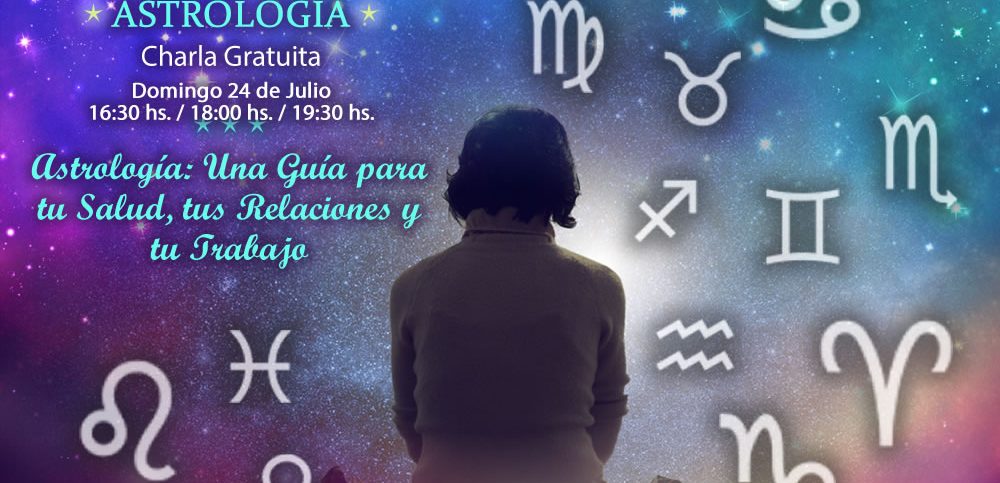 ASTROLOGÍA
Charla Gratuita
Domingo 24 de Julio
16:30 hs. / 18:00 hs. / 19:30 hs.
Astrología: Una Guía para
tu Salud, tus Relaciones y
tu Trabajo